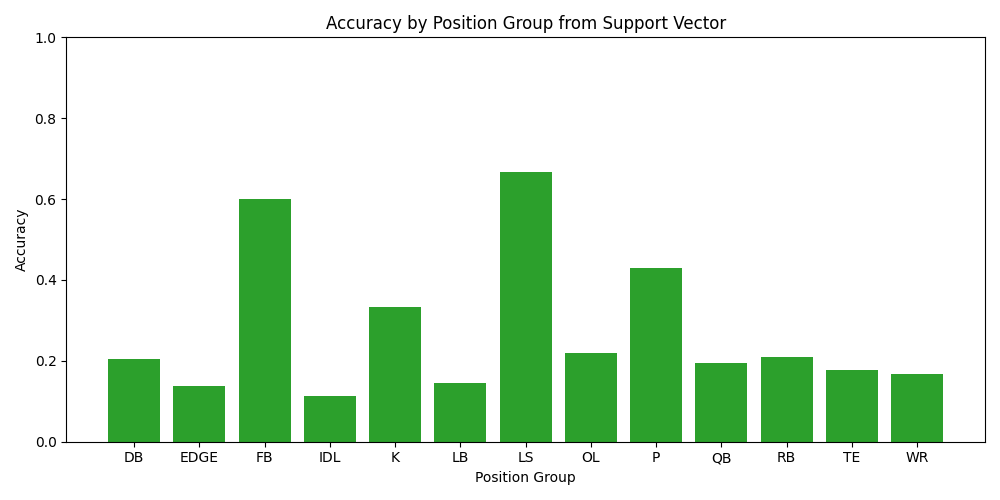 Accuracy by Position Group from Support Vector
1.0
0.8
0.6
0.4
0.2
0.0
Accuracy
DB EDGE FB IDL K LB LS OL P QB RB TE WR
Position Group